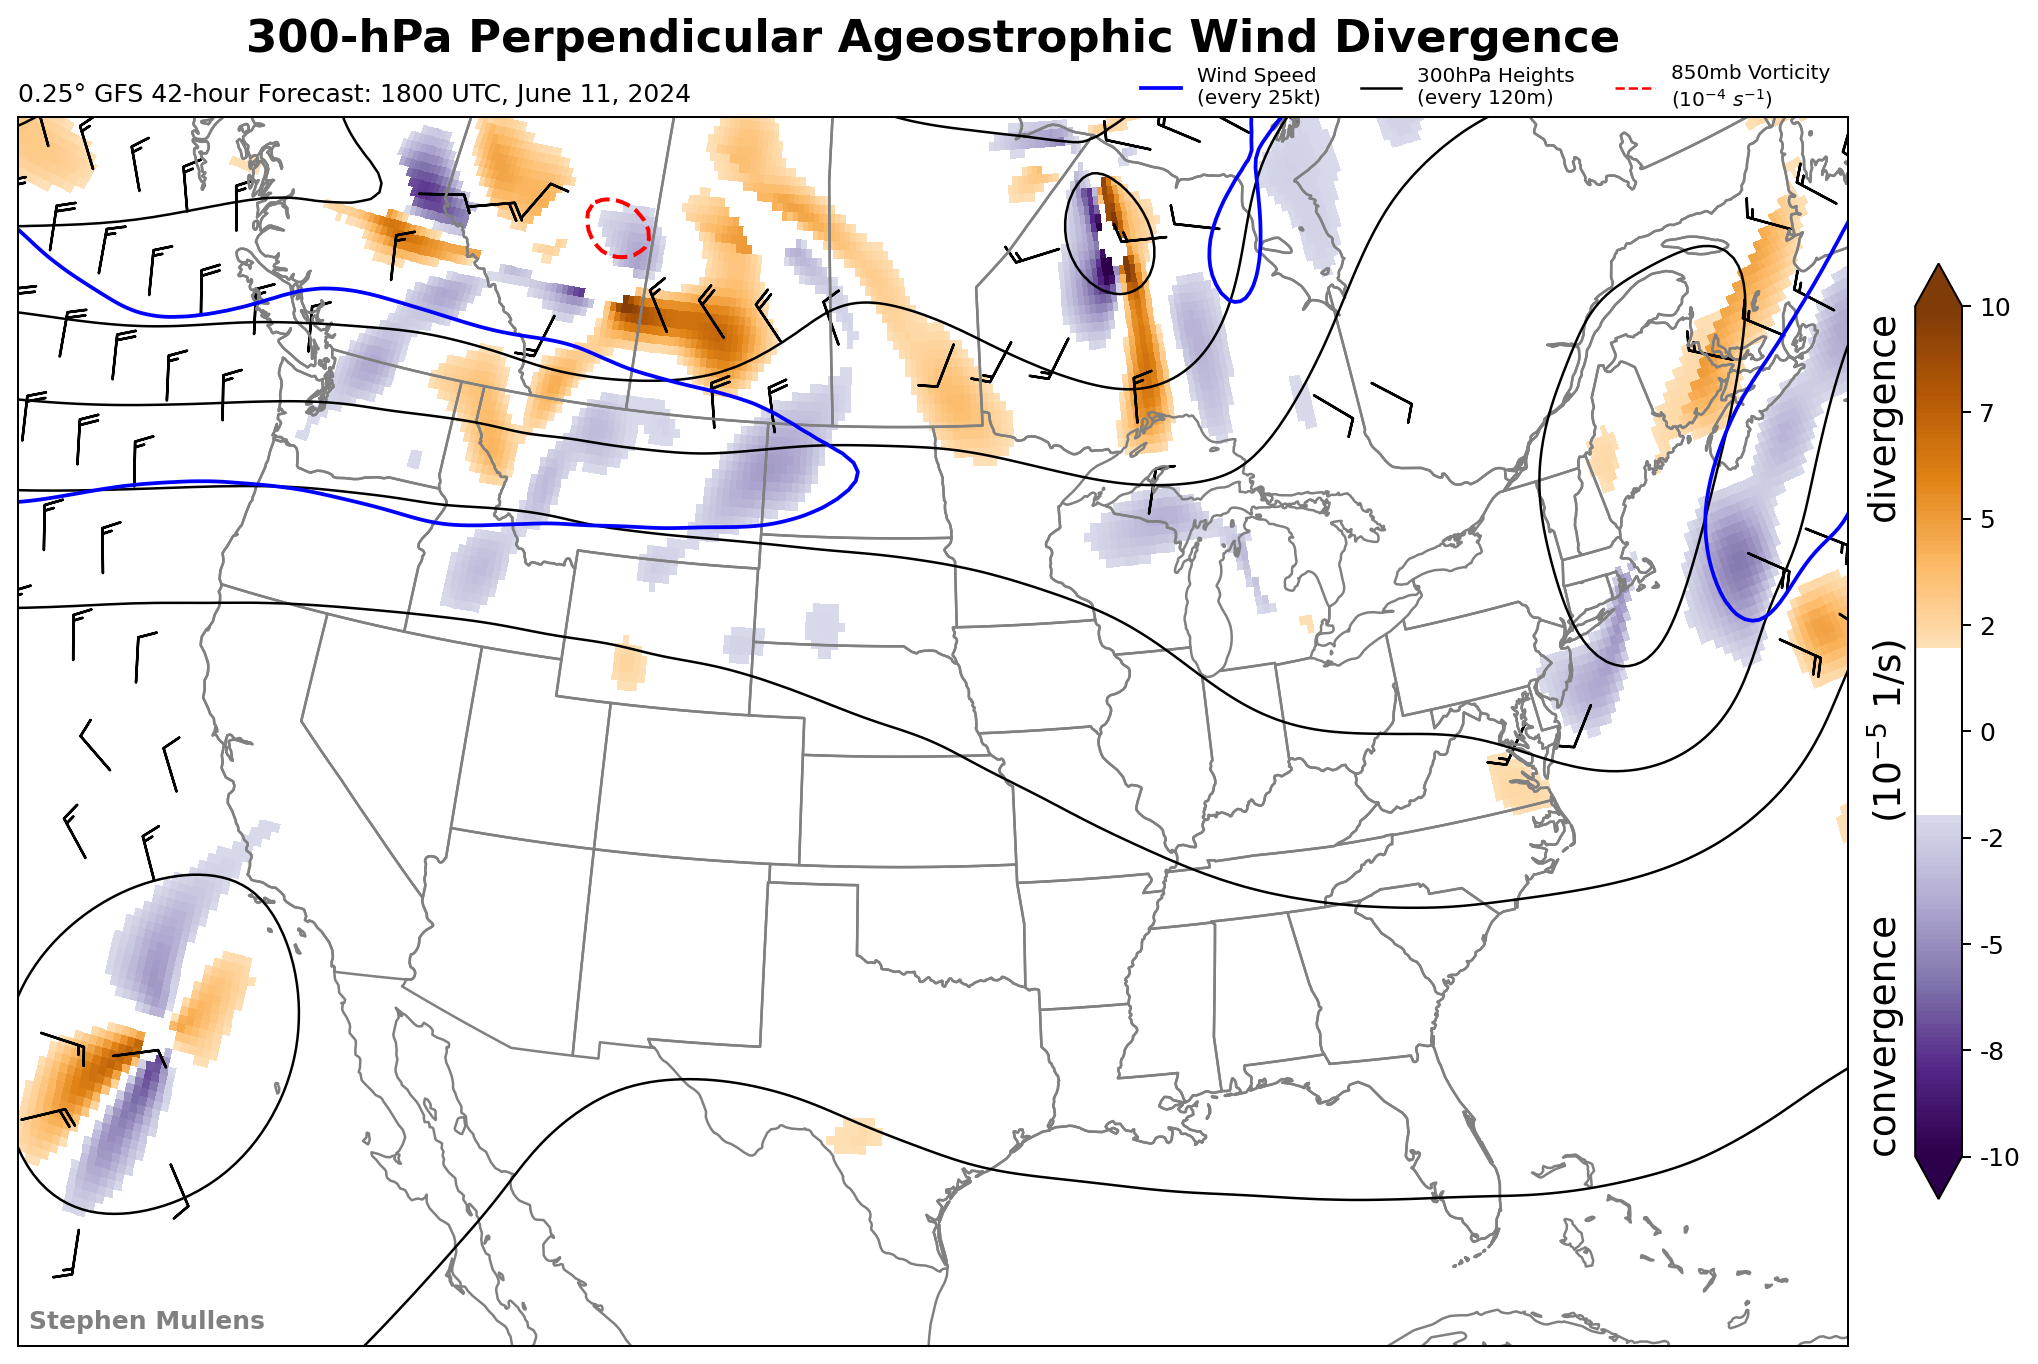 300-hPa Perpendicular Ageostrophic Wind Divergence
0.25° GFS 42-hour Forecast: 1800 UTC, June 11, 2024
Wind Speed
(every 25kt)
300hPa Heights
(every 120m)
850mb Vorticity
(10⁻⁴ s⁻¹)
10
7
5
2
0
-2
-5
-8
-10
convergence (10⁻⁵ 1/s) divergence
Stephen Mullens